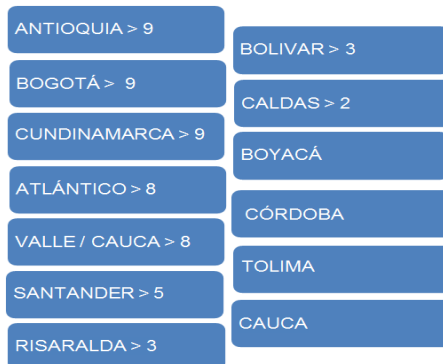 ANTIOQUIA > 9
BOGOTÁ > 9
CUNDINAMARCA > 9
ATLÁNTICO > 8
VALLE / CAUCA > 8
SANTANDER > 5
RISARALDA > 3
BOLIVAR > 3
CALDAS > 2
BOYACÁ
CÓRDOBA
TOLIMA
CAUCA